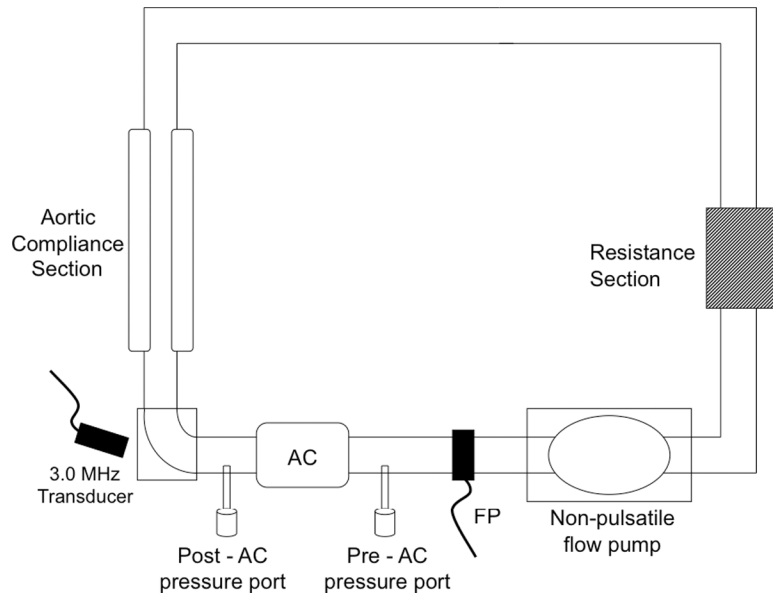 Aortic
Compliance
Section
Resistance
Section
3.0 MHz
Transducer
AC
FP
Non-pulsatile
flow pump
Post - AC
pressure port
Pre - AC
pressure port